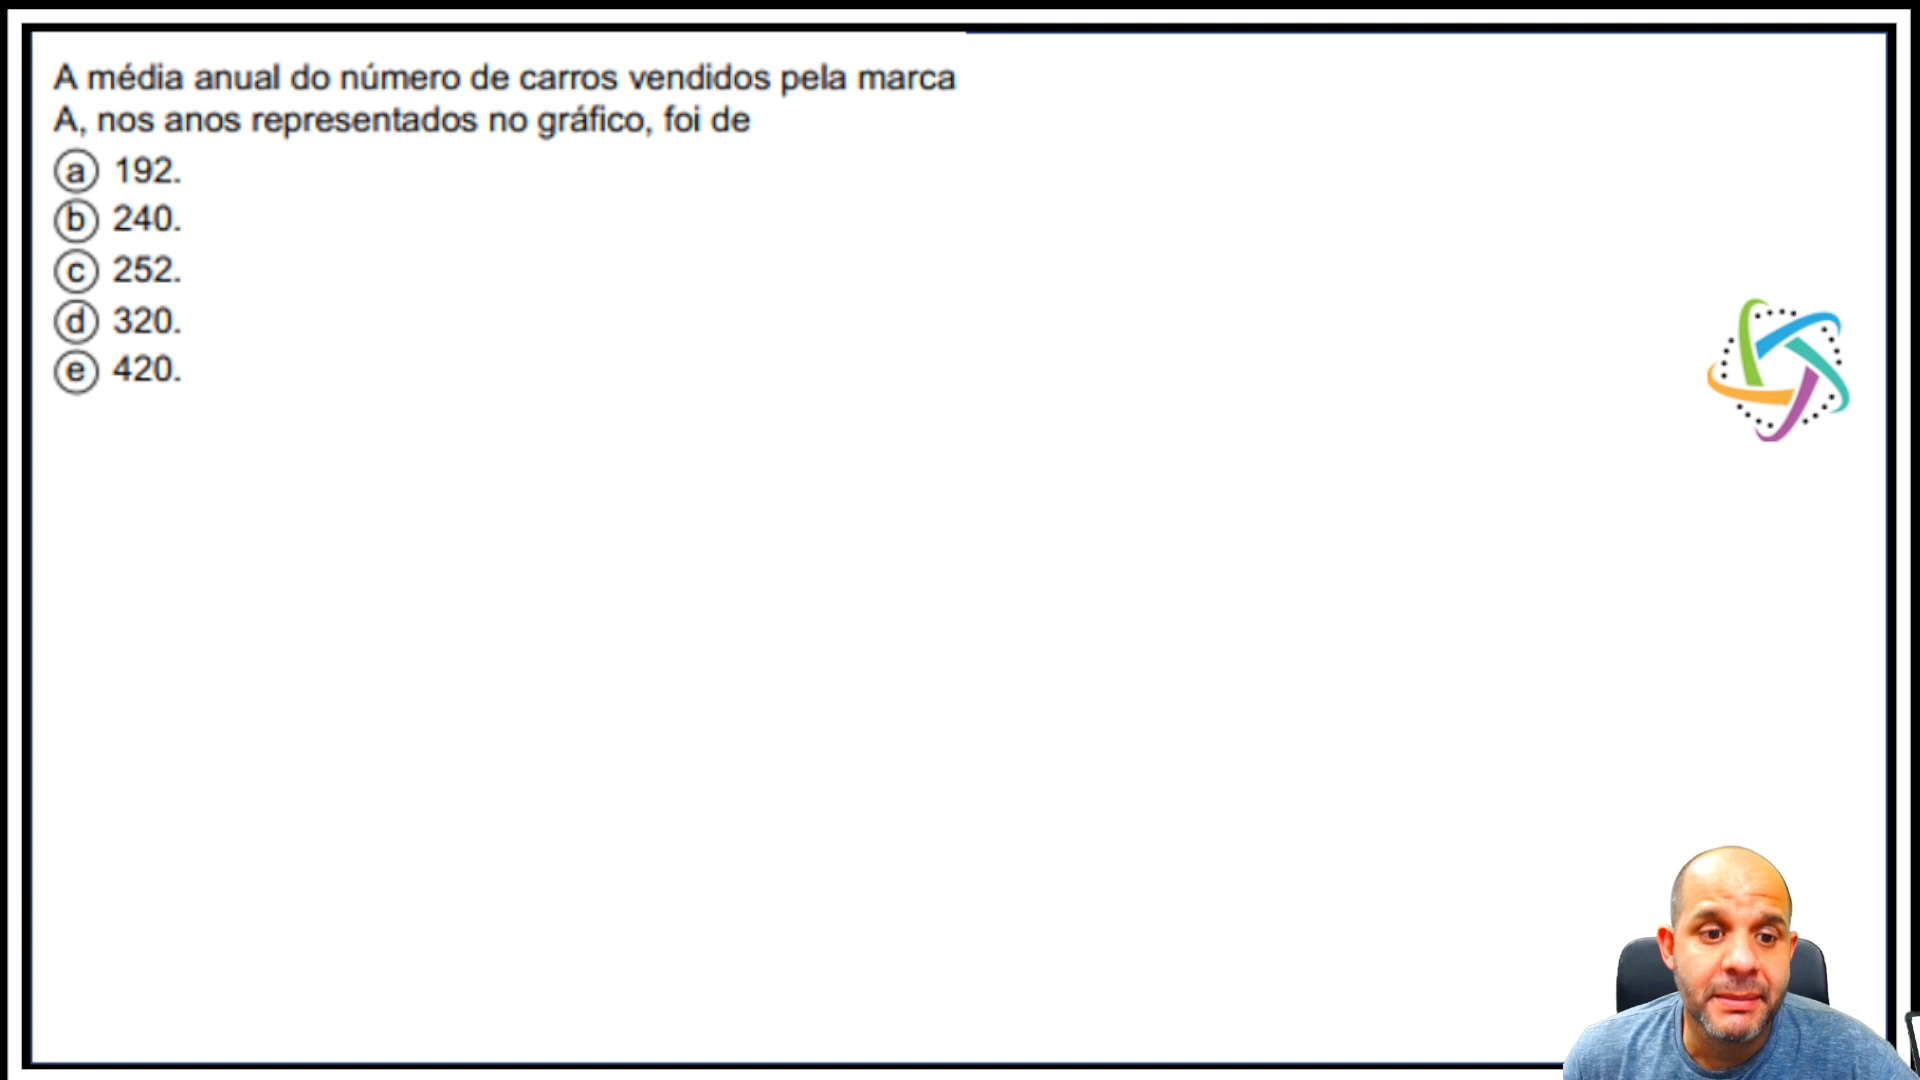 A média anual do número de carros vendidos pela marca
A, nos anos representados no gráfico, foi de
a 192.
b 240.
c 252.
d 320.
e 420.